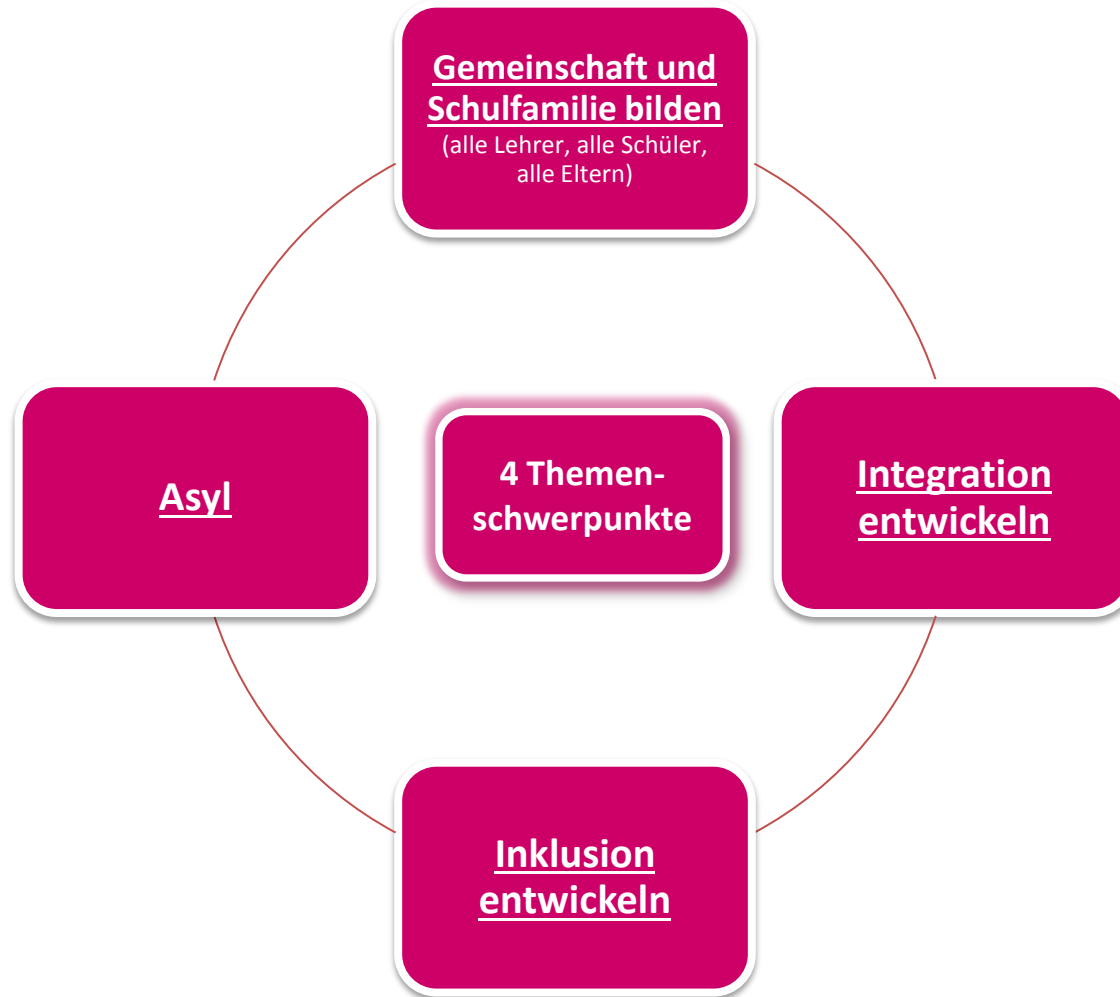 Gemeinschaft und
Schulfamilie bilden
(alle Lehrer, alle Schüler,
alle Eltern)
Asyl
4 Themen-
schwerpunkte
Integration
entwickeln
Inklusion
entwickeln